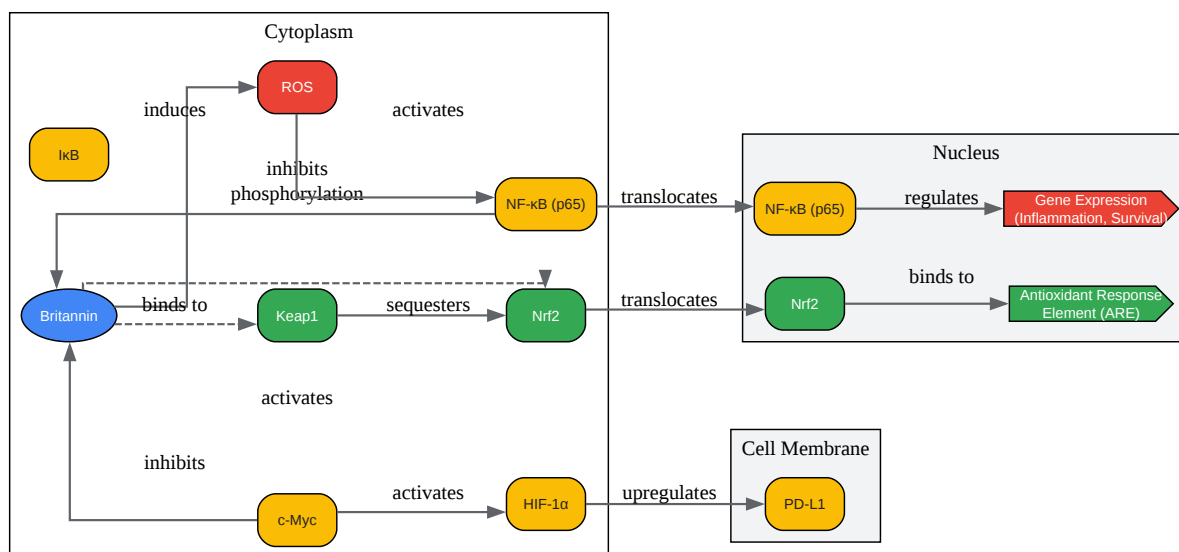 Cytoplasm
ROS
induces
activates
IκB
inhibits
phosphorylation
NF-κB (p65)
translocates
Nucleus
NF-κB (p65)
regulates
Gene Expression
(Inflammation, Survival)
Britannin
binds to
Keap1
sequesters
Nrf2
translocates
Nrf2
binds to
Antioxidant Response
Element (ARE)
activates
inhibits
c-Myc
activates
HIF-1α
upregulates
Cell Membrane
PD-L1